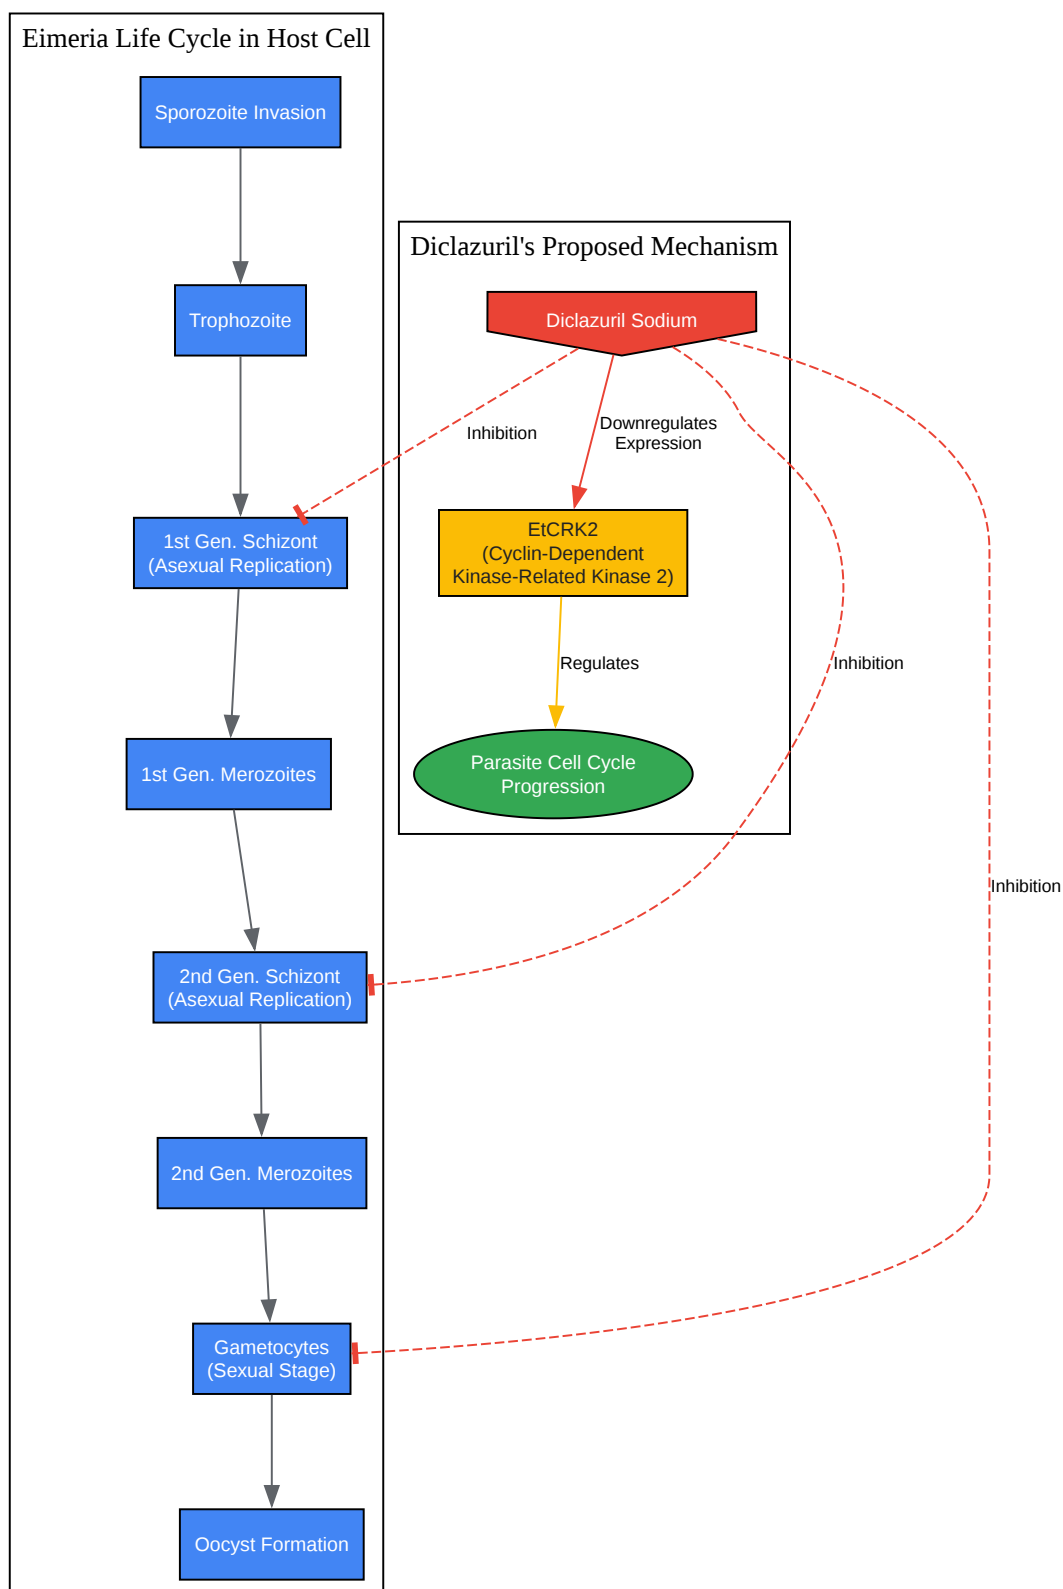 Eimeria Life Cycle in Host Cell
Sporozoite Invasion
Trophozoite
1st Gen. Schizont
(Asexual Replication)
1st Gen. Merozoites
2nd Gen. Schizont
(Asexual Replication)
2nd Gen. Merozoites
Gametocytes
(Sexual Stage)
Oocyst Formation
Diclazuril's Proposed Mechanism
Diclazuril Sodium
Inhibition
Downregulates
Expression
EtCRK2
(Cyclin-Dependent
Kinase-Related Kinase 2)
Regulates
Parasite Cell Cycle
Progression
Inhibition
Inhibition